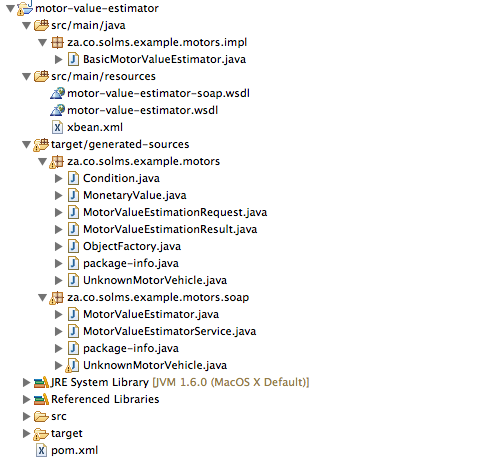 motor-value-estimator
src/main/java
za.co.solms.example.motors.impl
BasicMotorValueEstimator.java
src/main/resources
motor-value-estimator-soap.wsdl
motor-value-estimator.wsdl
xbean.xml
target/generated-sources
za.co.solms.example.motors
Condition.java
MonetaryValue.java
MotorValueEstimationRequest.java
MotorValueEstimationResult.java
ObjectFactory.java
package-info.java
UnknownMotorVehicle.java
za.co.solms.example.motors.soap
MotorValueEstimator.java
MotorValueEstimatorService.java
package-info.java
UnknownMotorVehicle.java
JRE System Library [JVM 1.6.0 (MacOS X Default)]
Referenced Libraries
src
target
pom.xml